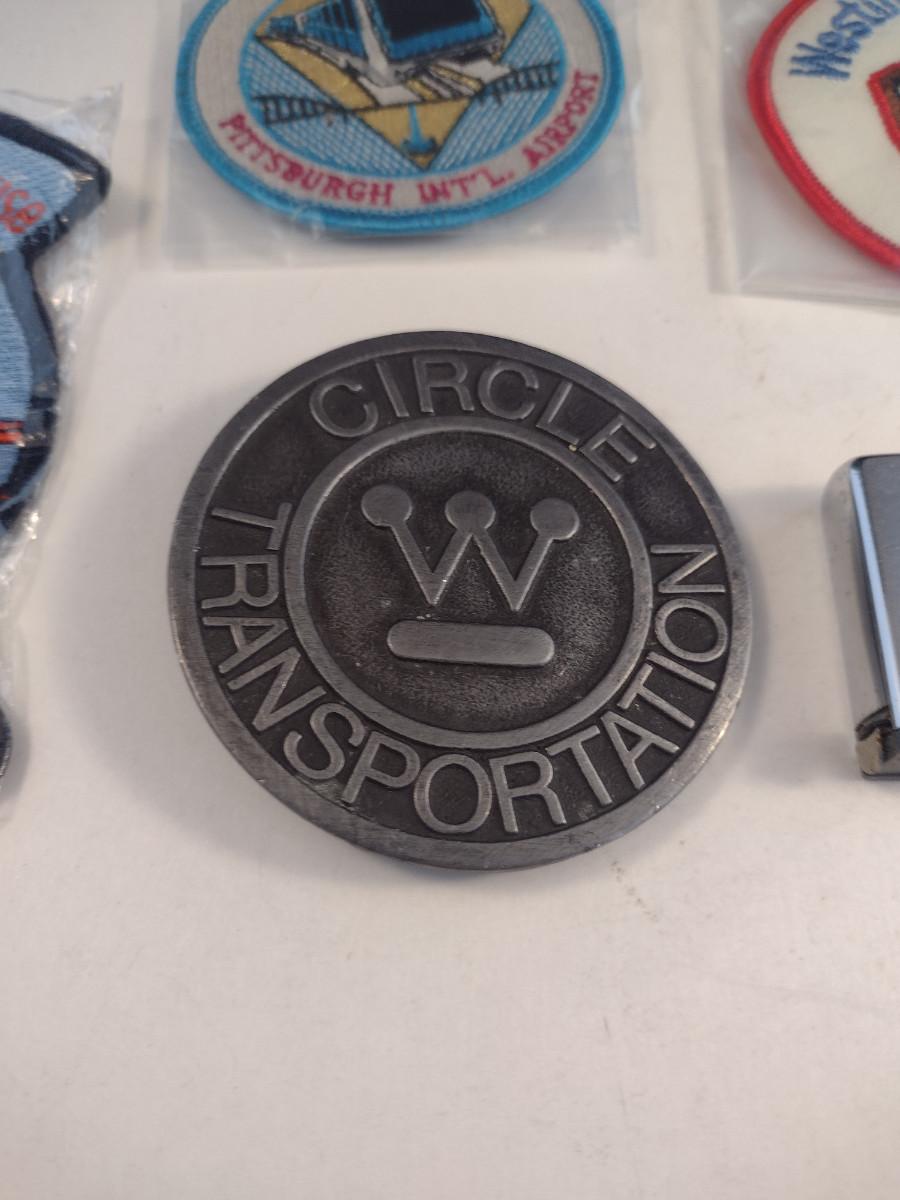 PITTSBURGH INT'L. AIRPORT
CIRCLE
W
TRANSPORTATION